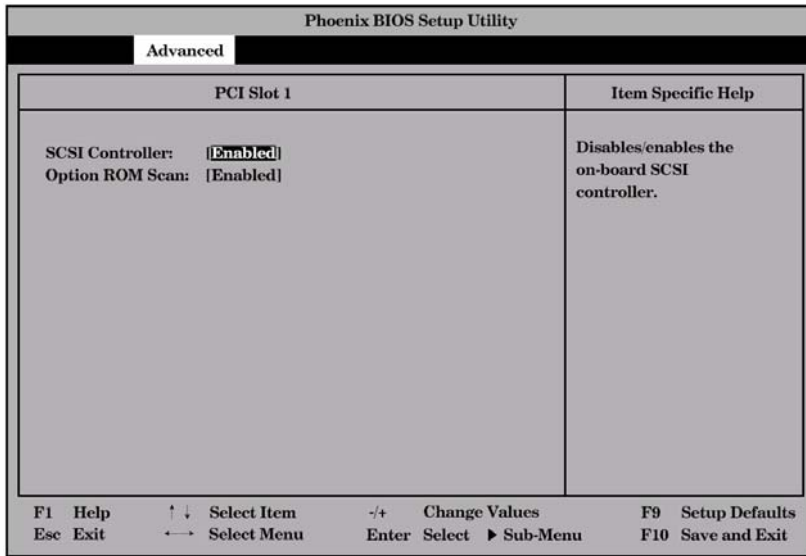 Phoenix BIOS Setup Utility
Advanced
PCI Slot 1
Item Specific Help
SCSI Controller: [Enabled]
Option ROM Scan: [Enabled]
Disables/enables the
on-board SCSI
controller.
F1 Help ↑ ↓ Select Item -/+ Change Values F9 Setup Defaults
Esc Exit ←→ Select Menu Enter Select ▶ Sub-Menu F10 Save and Exit